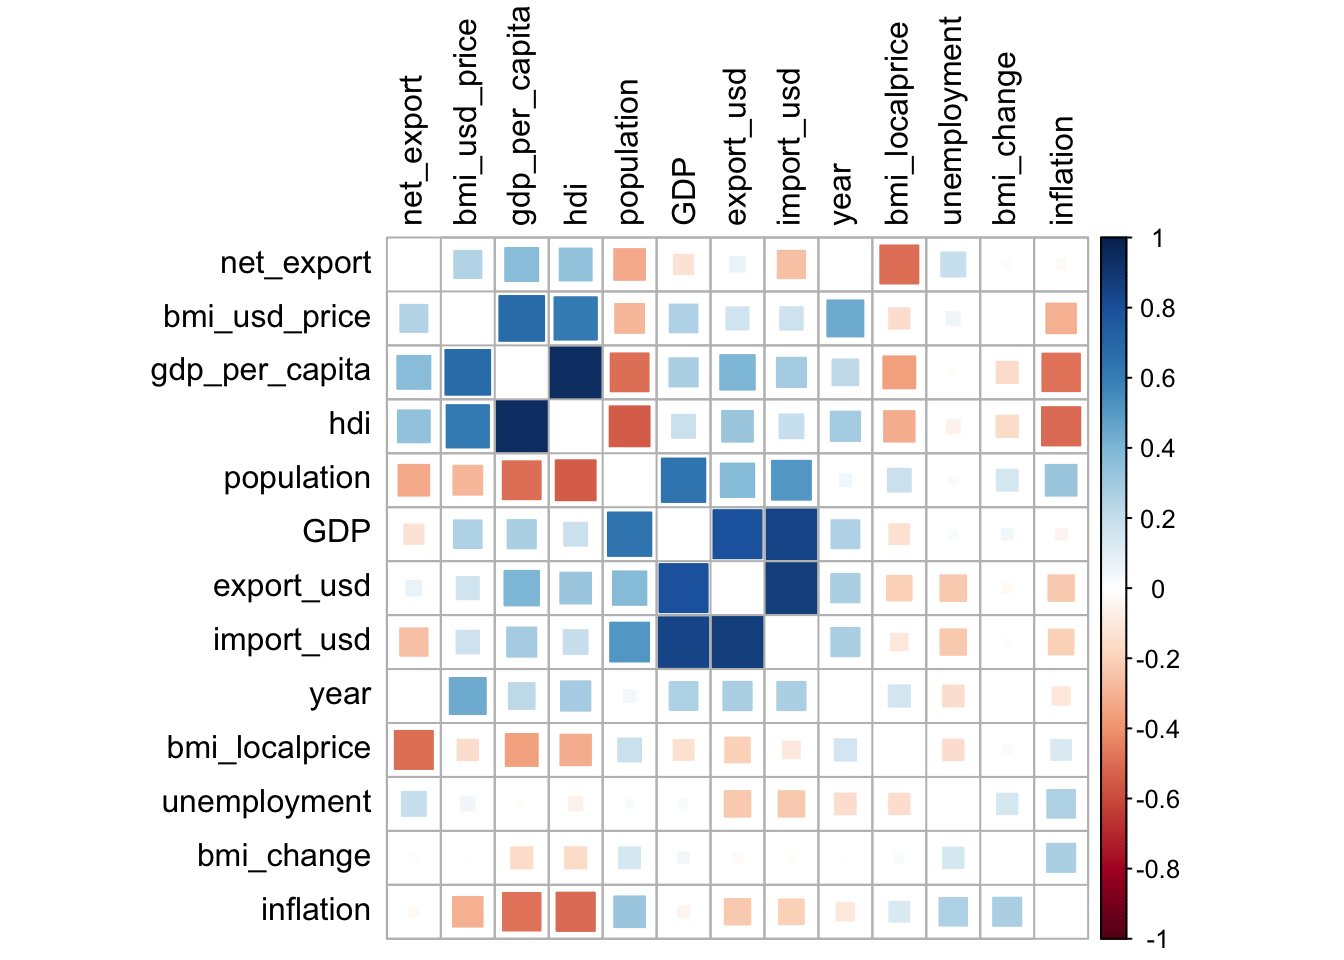 net_export
bmi_usd_price
gdp_per_capita
hdi
population
GDP
export_usd
import_usd
year
bmi_localprice
unemployment
bmi_change
inflation
net_export
bmi_usd_price
gdp_per_capita
hdi
population
GDP
export_usd
import_usd
year
bmi_localprice
unemployment
bmi_change
inflation
1
0.8
0.6
0.4
0.2
0
-0.2
-0.4
-0.6
-0.8
-1